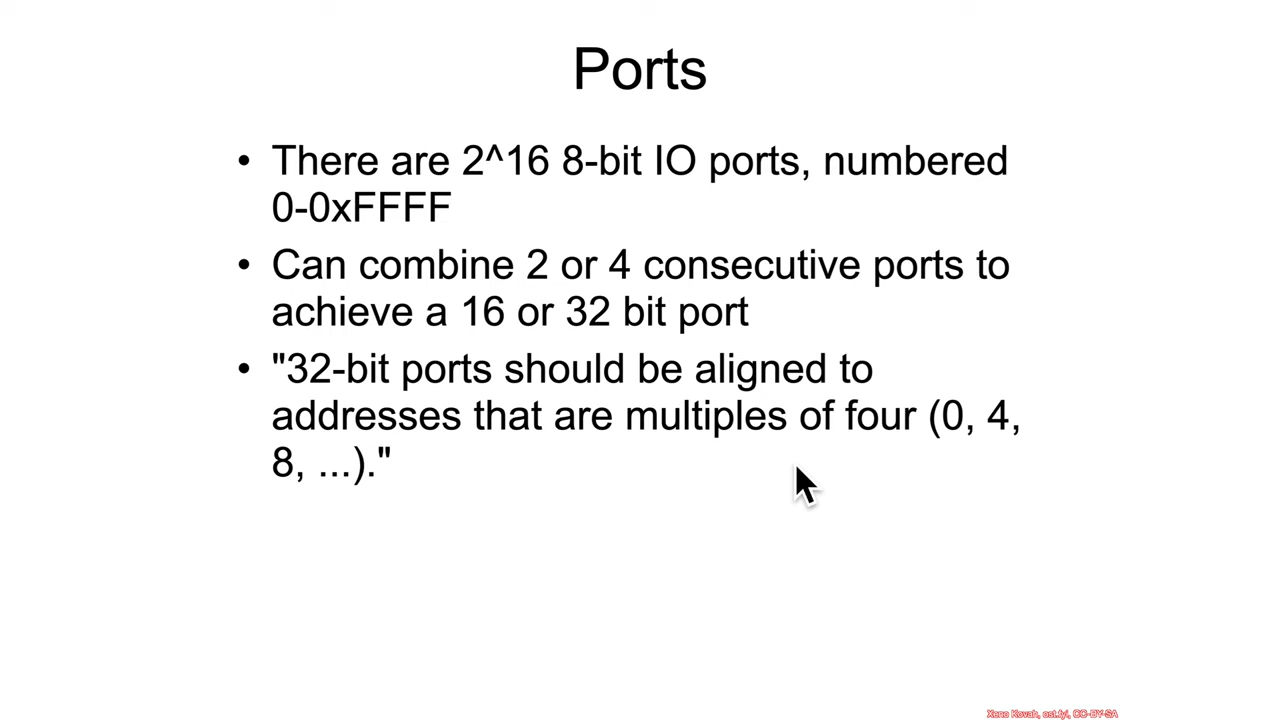 Ports
• There are 2^16 8-bit IO ports, numbered
0-0xFFFF
• Can combine 2 or 4 consecutive ports to
achieve a 16 or 32 bit port
• "32-bit ports should be aligned to
addresses that are multiples of four (0, 4,
8, ...)."
Xeno Kovah, ost.fyi, CC-BY-SA